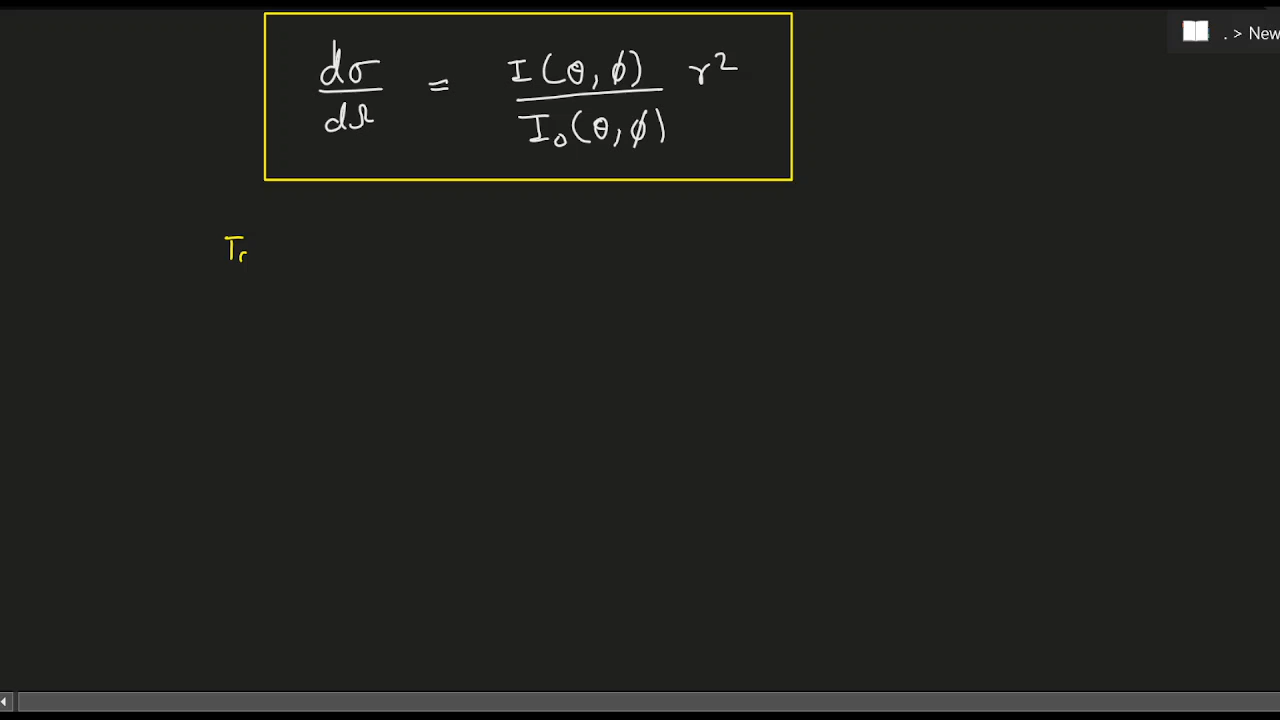 . > New
dσ/dΩ = I(θ,ϕ)/I₀(θ,ϕ) r²